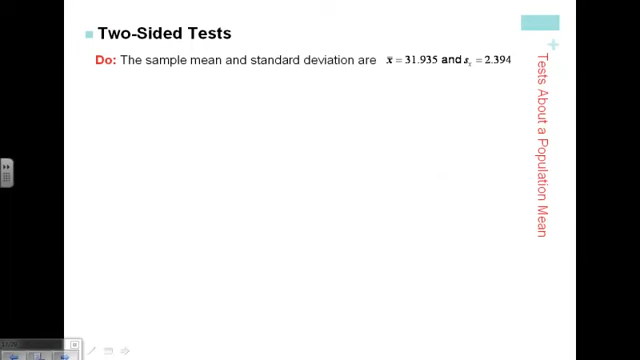 Two-Sided Tests
Do: The sample mean and standard deviation are x̄ = 31.935 and sₓ = 2.394
Tests About a Population Mean